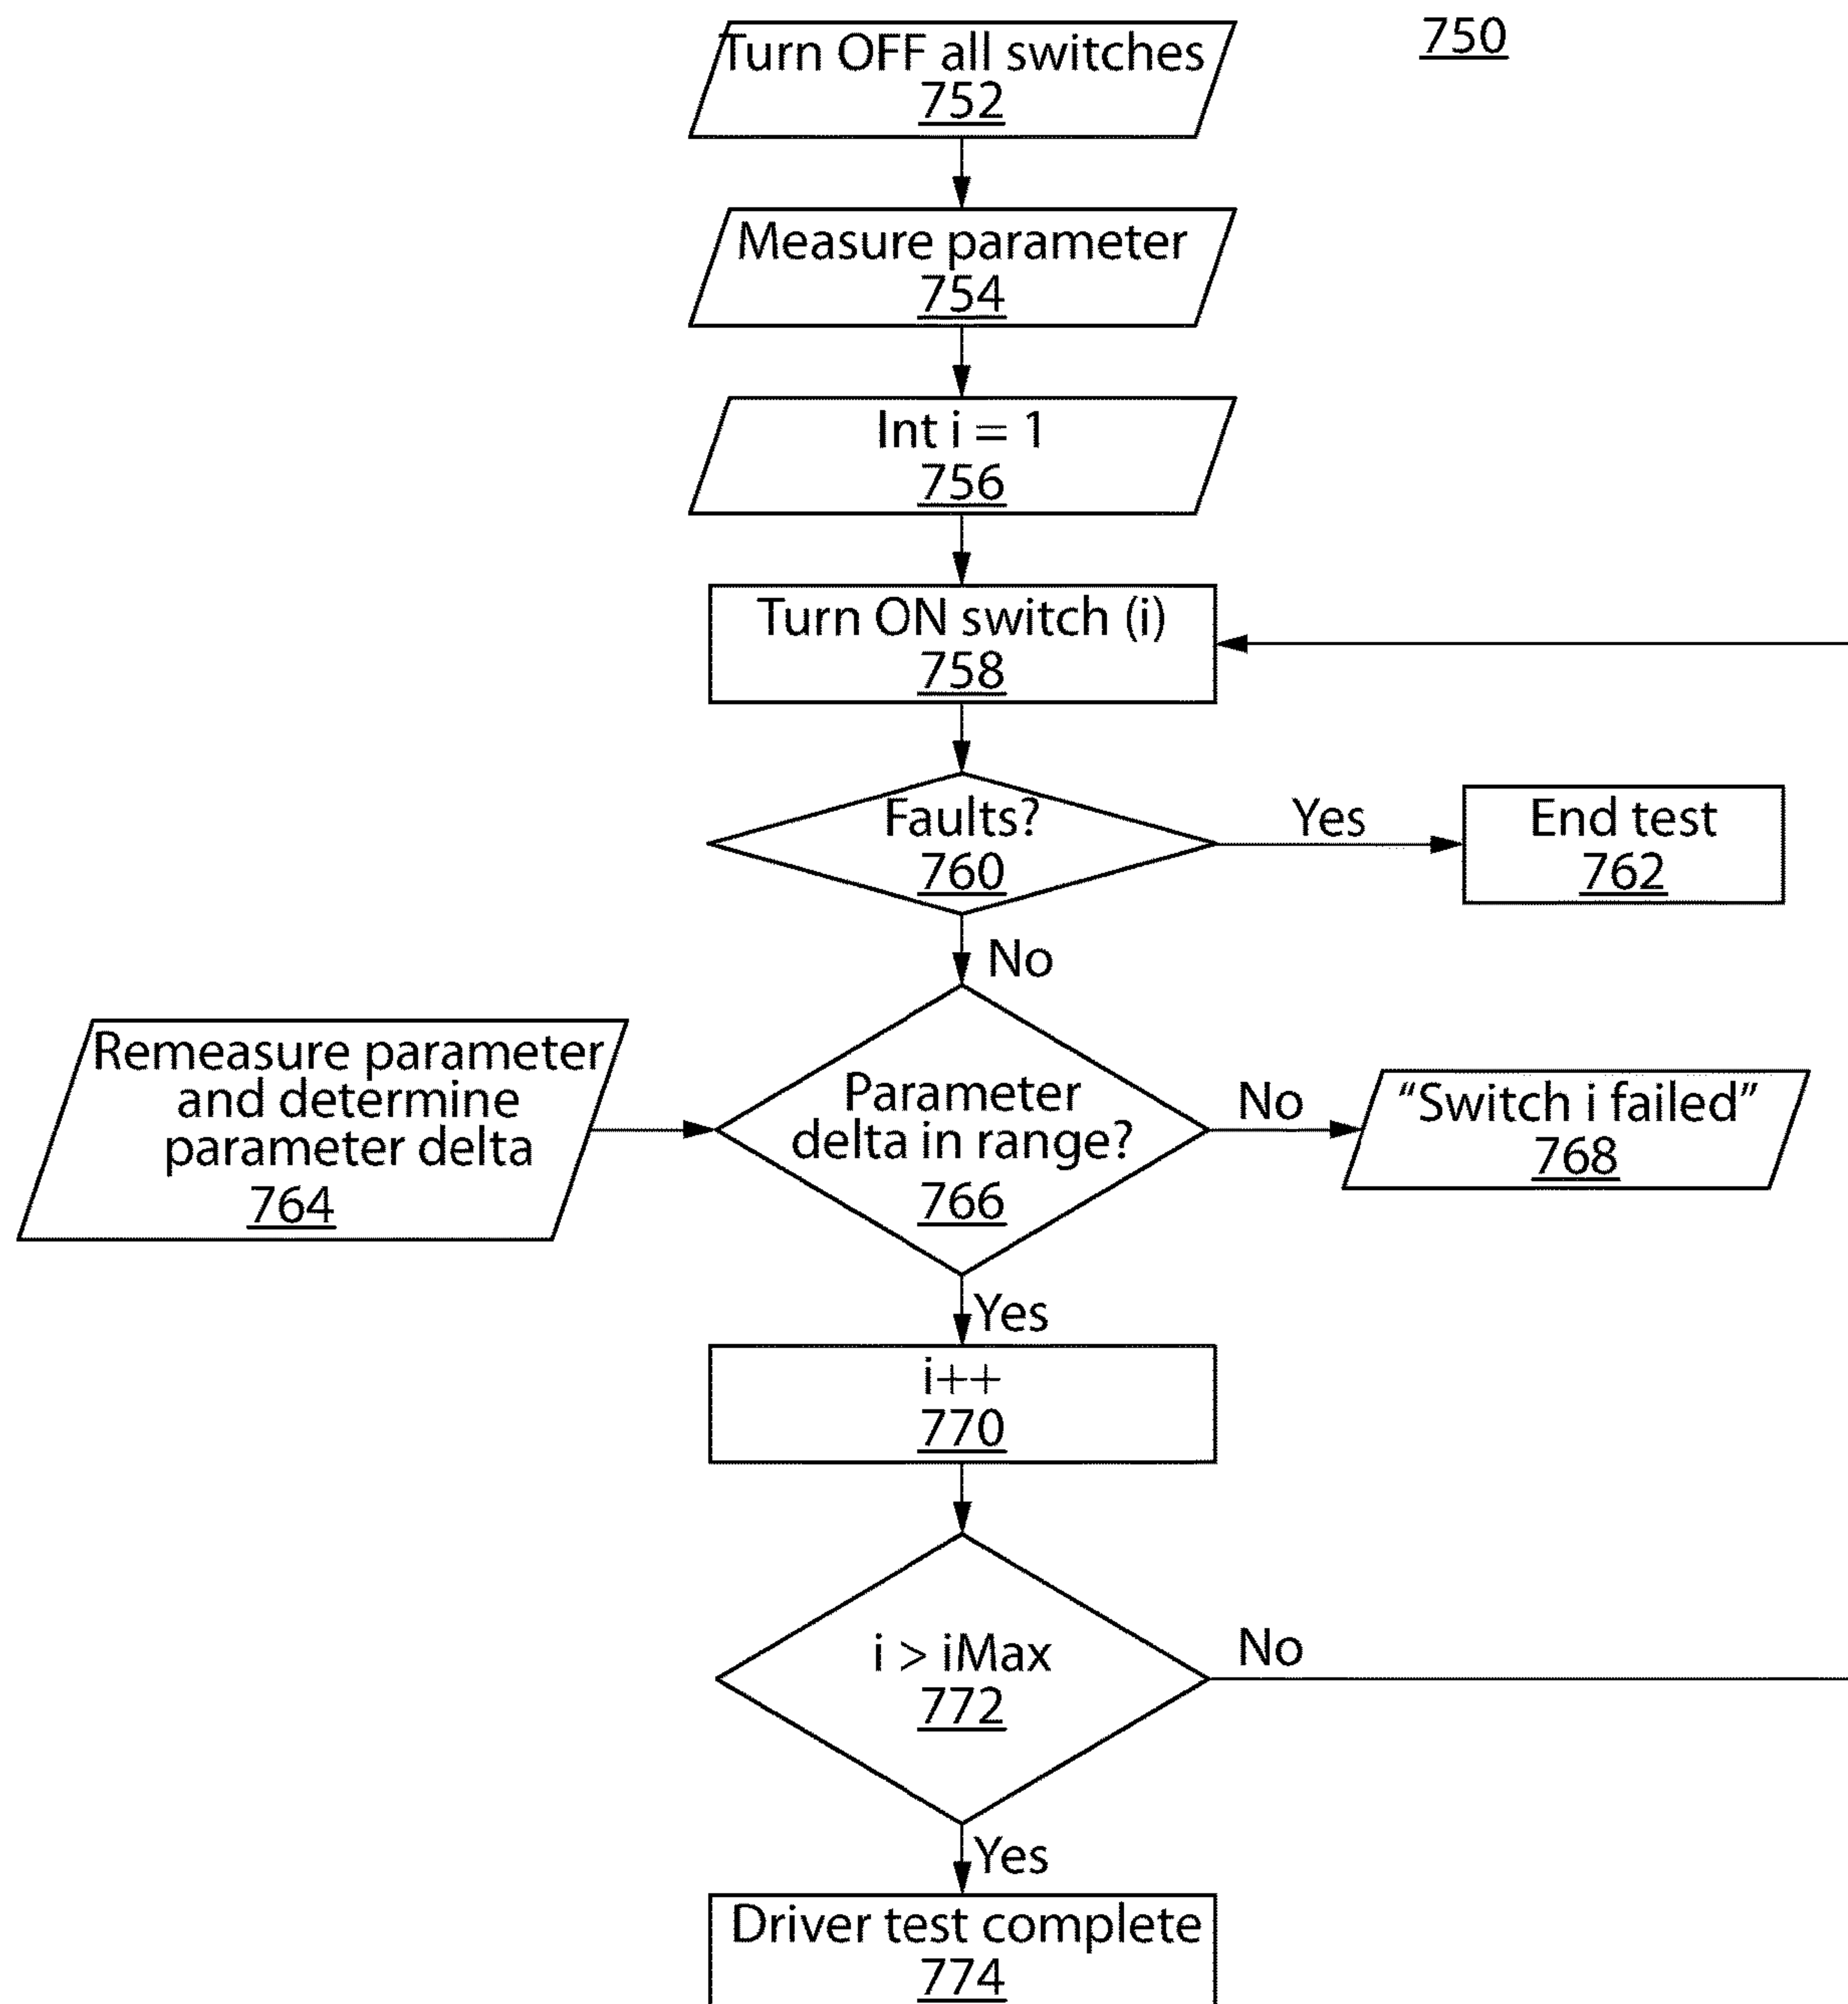 750
Turn OFF all switches
752
Measure parameter
754
Int i = 1
756
Turn ON switch (i)
758
Faults?
760
Yes
End test
762
No
Remeasure parameter
and determine
parameter delta
764
Parameter
delta in range?
766
No
“Switch i failed”
768
Yes
i++
770
i > iMax
772
No
Yes
Driver test complete
774